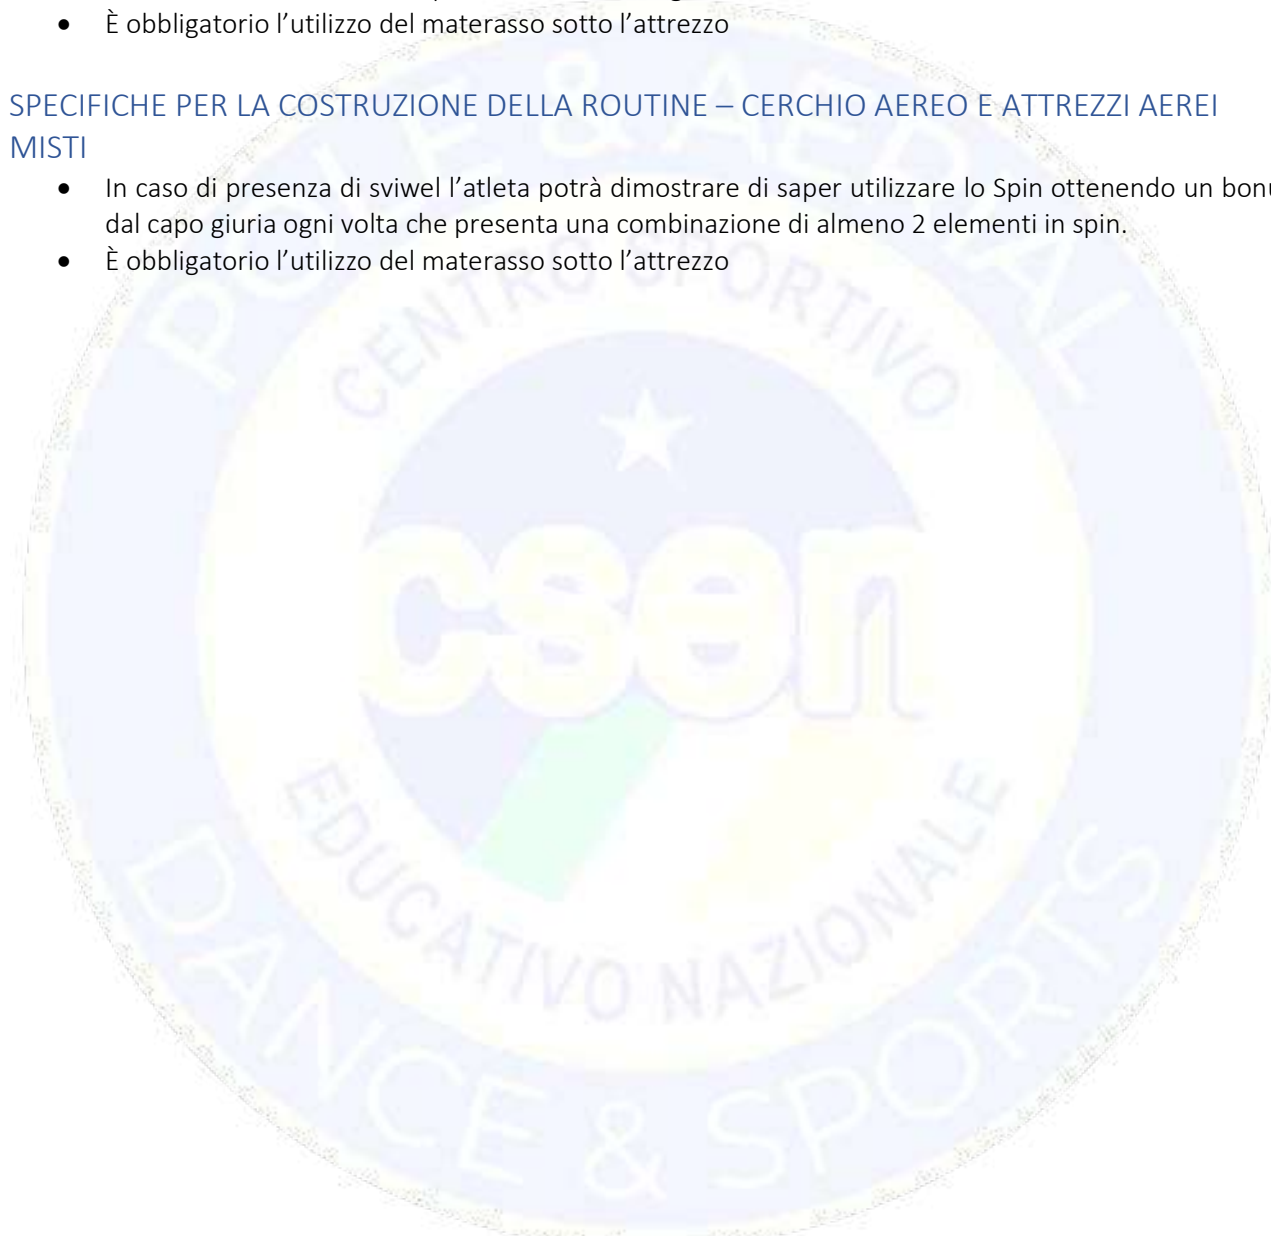 • È obbligatorio l’utilizzo del materasso sotto l’attrezzo
SPECIFICHE PER LA COSTRUZIONE DELLA ROUTINE – CERCHIO AEREO E ATTREZZI AEREI
MISTI
• In caso di presenza di sviwel l’atleta potrà dimostrare di saper utilizzare lo Spin ottenendo un bonu
dal capo giuria ogni volta che presenta una combinazione di almeno 2 elementi in spin.
• È obbligatorio l’utilizzo del materasso sotto l’attrezzo
POLE & AERIAL
CENTRO SPORTIVO
csen
EDUCATIVO NAZIONALE
DANCE & SPORTS